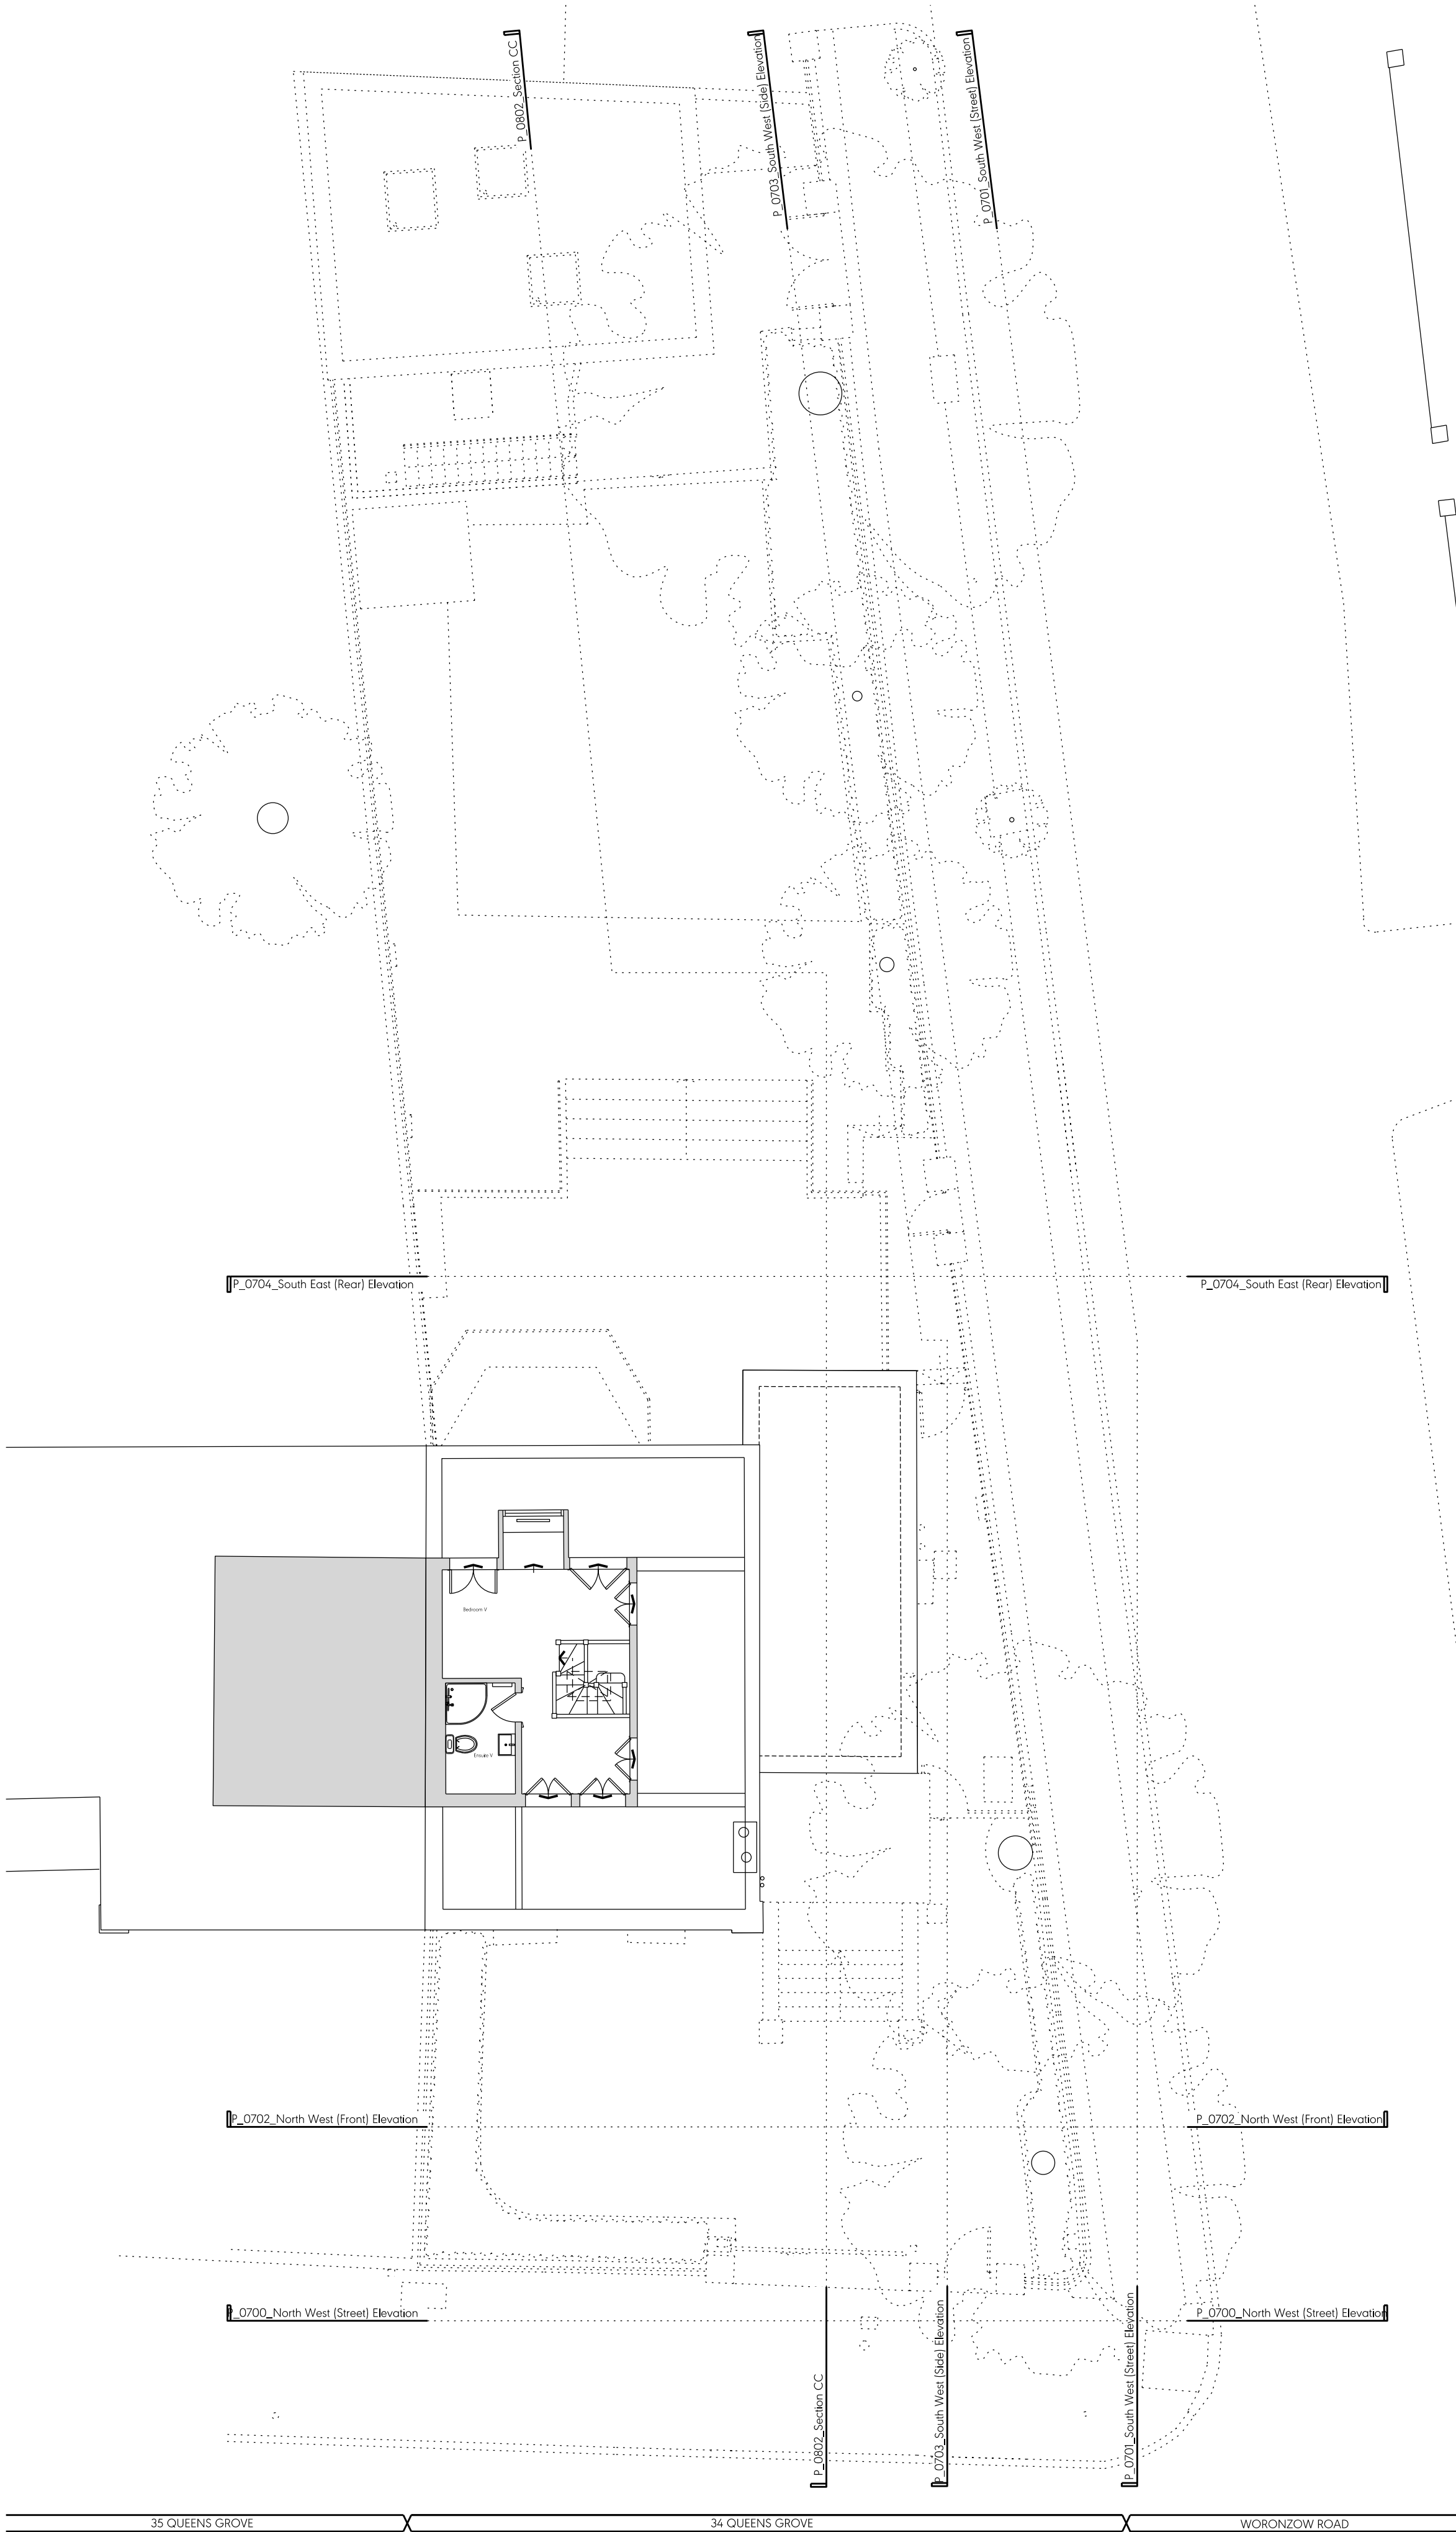 P_0802_Section CC
P_0703_South West (Side) Elevation
P_0701_South West (Street) Elevation
P_0704_South East (Rear) Elevation
P_0704_South East (Rear) Elevation
Bedroom V
Ensuite V
P_0702_North West (Front) Elevation
P_0702_North West (Front) Elevation
P_0700_North West (Street) Elevation
P_0700_North West (Street) Elevation
P_0802_Section CC
P_0703_South West (Side) Elevation
P_0701_South West (Street) Elevation
35 QUEENS GROVE
34 QUEENS GROVE
WORONZOW ROAD